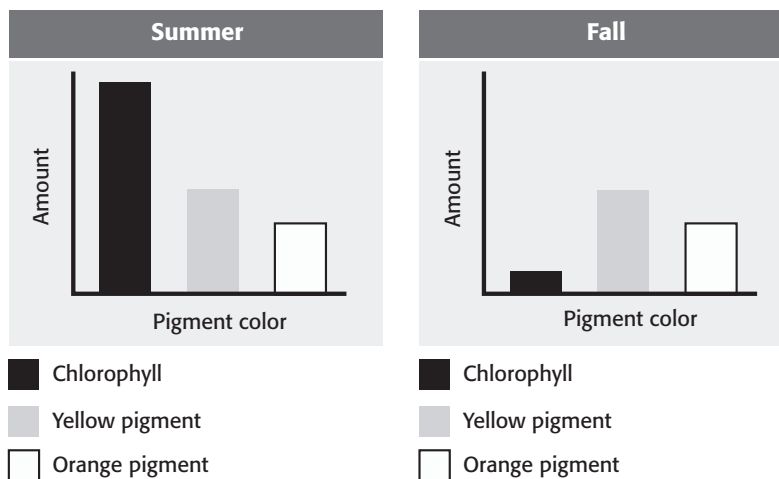 Summer
Amount
Pigment color
Chlorophyll
Yellow pigment
Orange pigment
Fall
Amount
Pigment color
Chlorophyll
Yellow pigment
Orange pigment